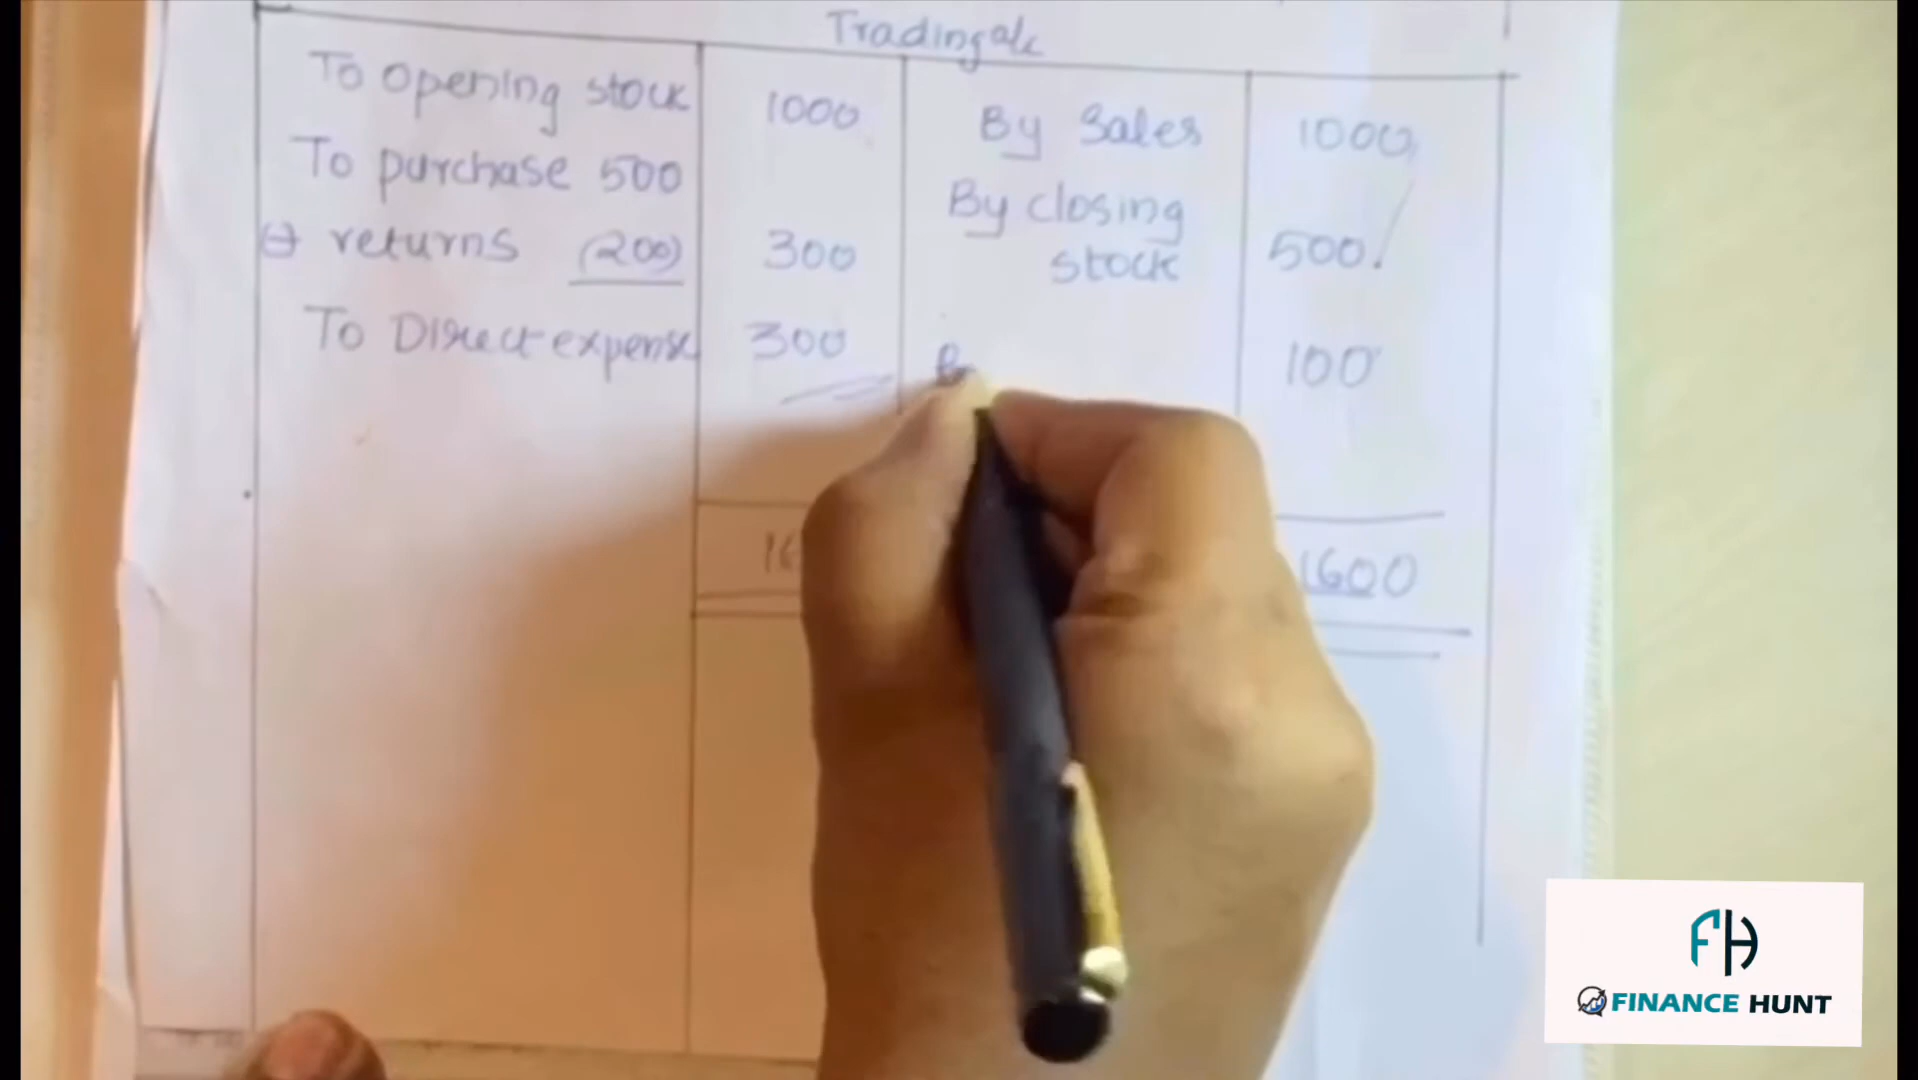 Trading a/c
To Opening stock 1000 By Sales 1000
To purchase 500
By closing
(-) returns (200) 300
stock 500
To Direct expense 300 100
1600
FH
FINANCE HUNT